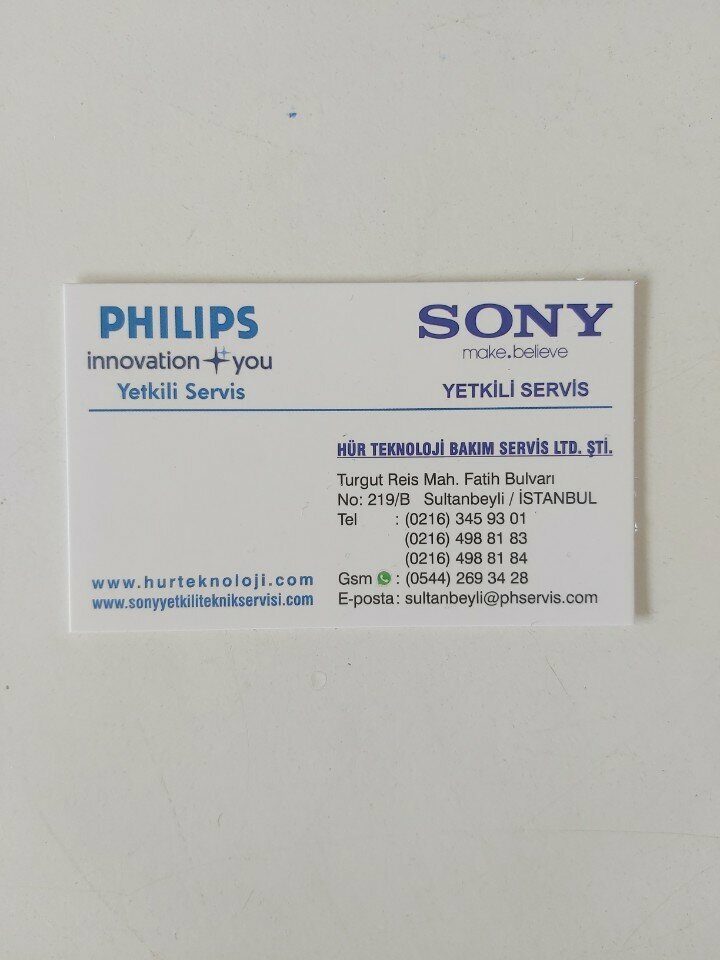 PHILIPS
innovation you
Yetkili Servis
SONY
make.believe
YETKİLİ SERVİS
HÜR TEKNOLOJİ BAKIM SERVİS LTD. ŞTİ.
Turgut Reis Mah. Fatih Bulvarı
No: 219/B Sultanbeyli / İSTANBUL
Tel : (0216) 345 93 01
(0216) 498 81 83
(0216) 498 81 84
Gsm : (0544) 269 34 28
E-posta : sultanbeyli@phservis.com
www.hurteknoloji.com
www.sonyyetkiliteknikservisi.com